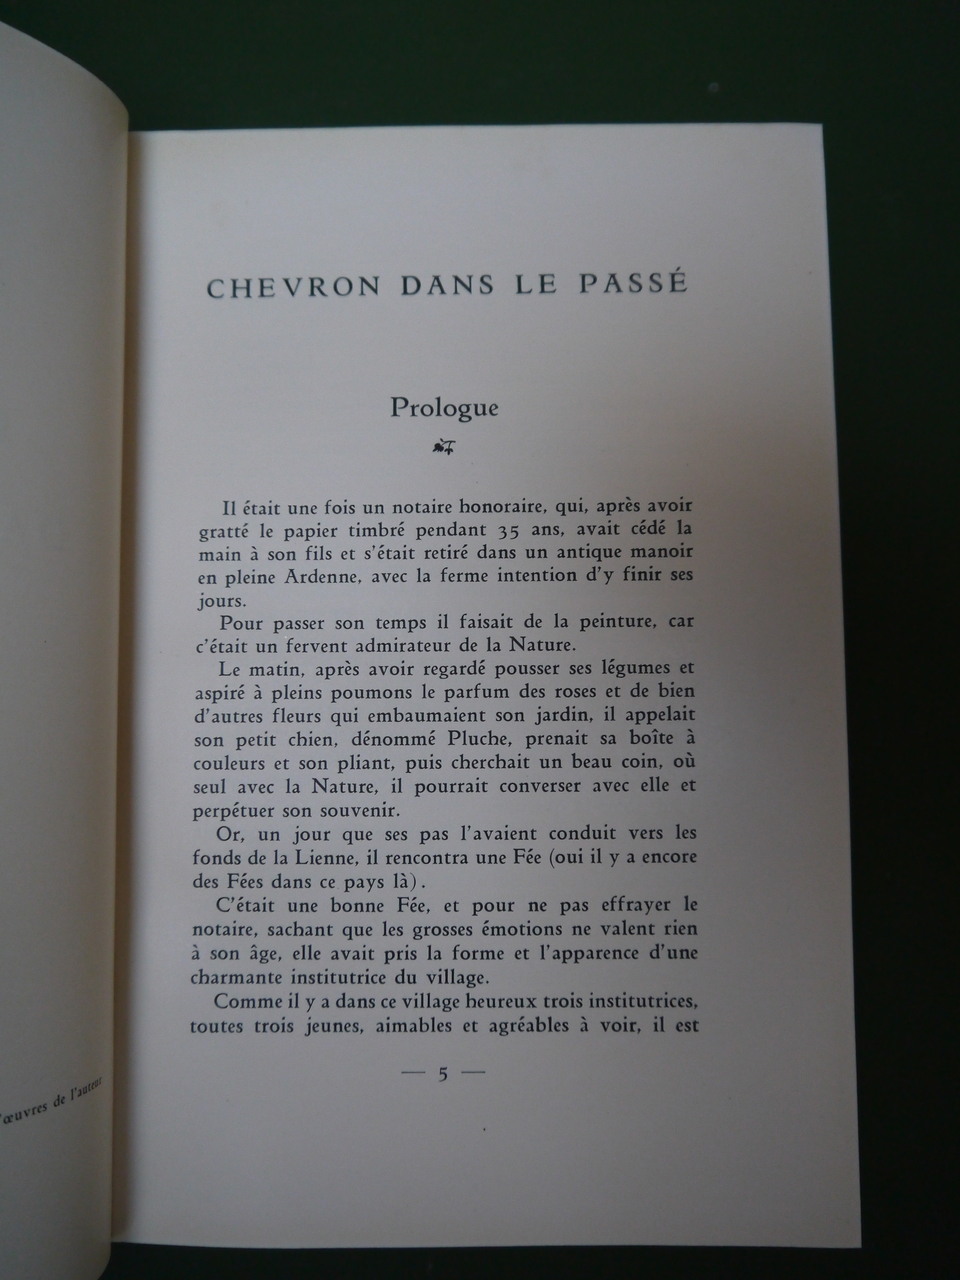 œuvres de l'auteur
CHEVRON DANS LE PASSÉ
Prologue
Il était une fois un notaire honoraire, qui, après avoir
gratté le papier timbré pendant 35 ans, avait cédé la
main à son fils et s'était retiré dans un antique manoir
en pleine Ardenne, avec la ferme intention d'y finir ses
jours.
Pour passer son temps il faisait de la peinture, car
c'était un fervent admirateur de la Nature.
Le matin, après avoir regardé pousser ses légumes et
aspiré à pleins poumons le parfum des roses et de bien
d'autres fleurs qui embaumaient son jardin, il appelait
son petit chien, dénommé Pluche, prenait sa boîte à
couleurs et son pliant, puis cherchait un beau coin, où
seul avec la Nature, il pourrait converser avec elle et
perpétuer son souvenir.
Or, un jour que ses pas l'avaient conduit vers les
fonds de la Lienne, il rencontra une Fée (oui il y a encore
des Fées dans ce pays là).
C'était une bonne Fée, et pour ne pas effrayer le
notaire, sachant que les grosses émotions ne valent rien
à son âge, elle avait pris la forme et l'apparence d'une
charmante institutrice du village.
Comme il y a dans ce village heureux trois institutrices,
toutes trois jeunes, aimables et agréables à voir, il est
— 5 —